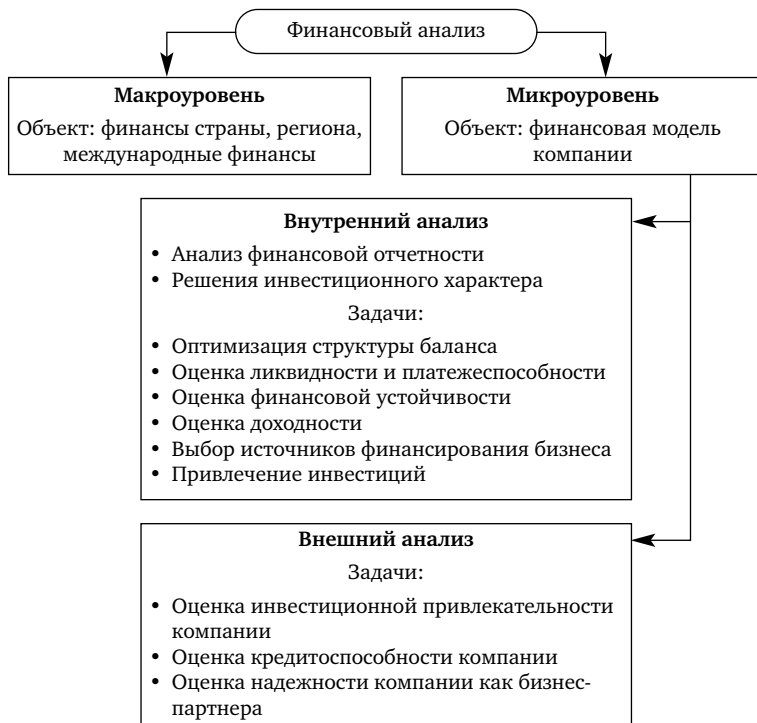 Финансовый анализ
Макроуровень
Объект: финансы страны, региона,
международные финансы
Микроуровень
Объект: финансовая модель
компании
Внутренний анализ
• Анализ финансовой отчетности
• Решения инвестиционного характера
Задачи:
• Оптимизация структуры баланса
• Оценка ликвидности и платежеспособности
• Оценка финансовой устойчивости
• Оценка доходности
• Выбор источников финансирования бизнеса
• Привлечение инвестиций
Внешний анализ
Задачи:
• Оценка инвестиционной привлекательности
компании
• Оценка кредитоспособности компании
• Оценка надежности компании как бизнес-
партнера